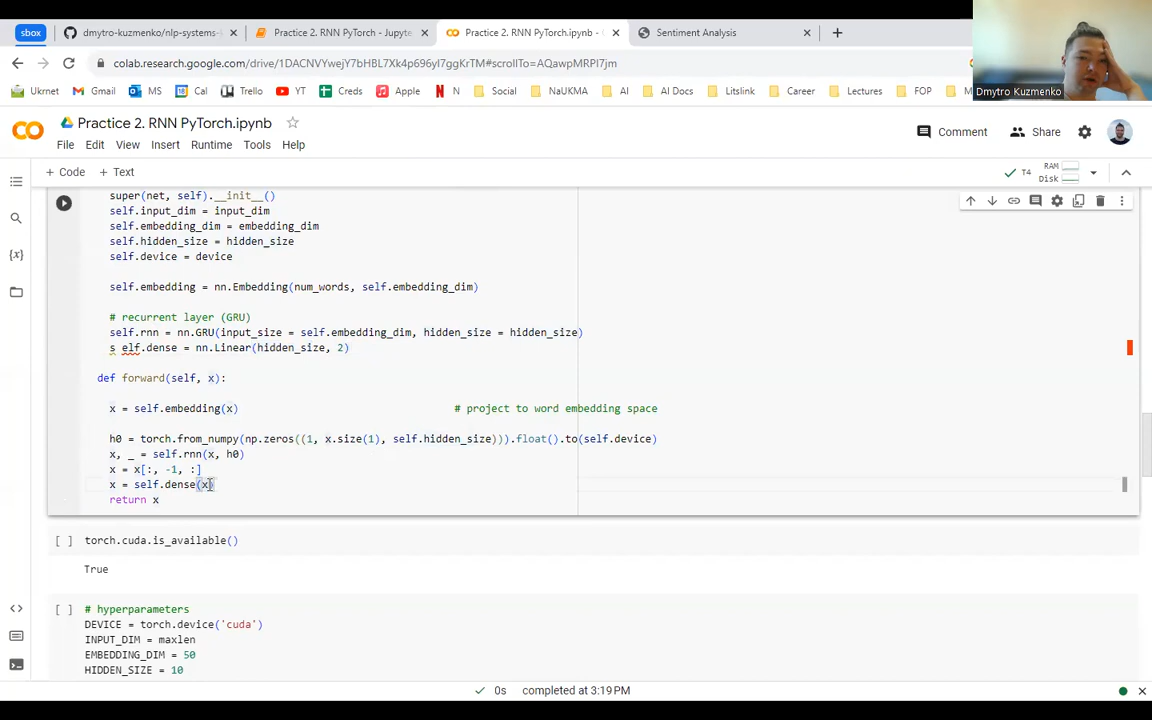 sbox
dmytro-kuzmenko/nlp-systems-
Practice 2. RNN PyTorch - Jupyte
Practice 2. RNN PyTorch.ipynb -
Sentiment Analysis
colab.research.google.com/drive/1DACNVYwejY7bHBL7Xk4p696yI7ggKrTM#scrollTo=AQawpMRPI7jm
Ukrnet
Gmail
MS
Cal
Trello
YT
Creds
Apple
N
Social
NaUKMA
AI
AI Docs
Litslink
Career
Lectures
FOP
Dmytro Kuzmenko
Practice 2. RNN PyTorch.ipynb
File Edit View Insert Runtime Tools Help
Comment
Share
+ Code + Text
T4
RAM
Disk
super(net, self).__init__()
self.input_dim = input_dim
self.embedding_dim = embedding_dim
self.hidden_size = hidden_size
self.device = device
self.embedding = nn.Embedding(num_words, self.embedding_dim)
# recurrent layer (GRU)
self.rnn = nn.GRU(input_size = self.embedding_dim, hidden_size = hidden_size)
s elf.dense = nn.Linear(hidden_size, 2)
def forward(self, x):
x = self.embedding(x) # project to word embedding space
h0 = torch.from_numpy(np.zeros((1, x.size(1), self.hidden_size))).float().to(self.device)
x, _ = self.rnn(x, h0)
x = x[:, -1, :]
x = self.dense(x)
return x
[ ] torch.cuda.is_available()
True
[ ] # hyperparameters
DEVICE = torch.device('cuda')
INPUT_DIM = maxlen
EMBEDDING_DIM = 50
HIDDEN_SIZE = 10
0s completed at 3:19 PM